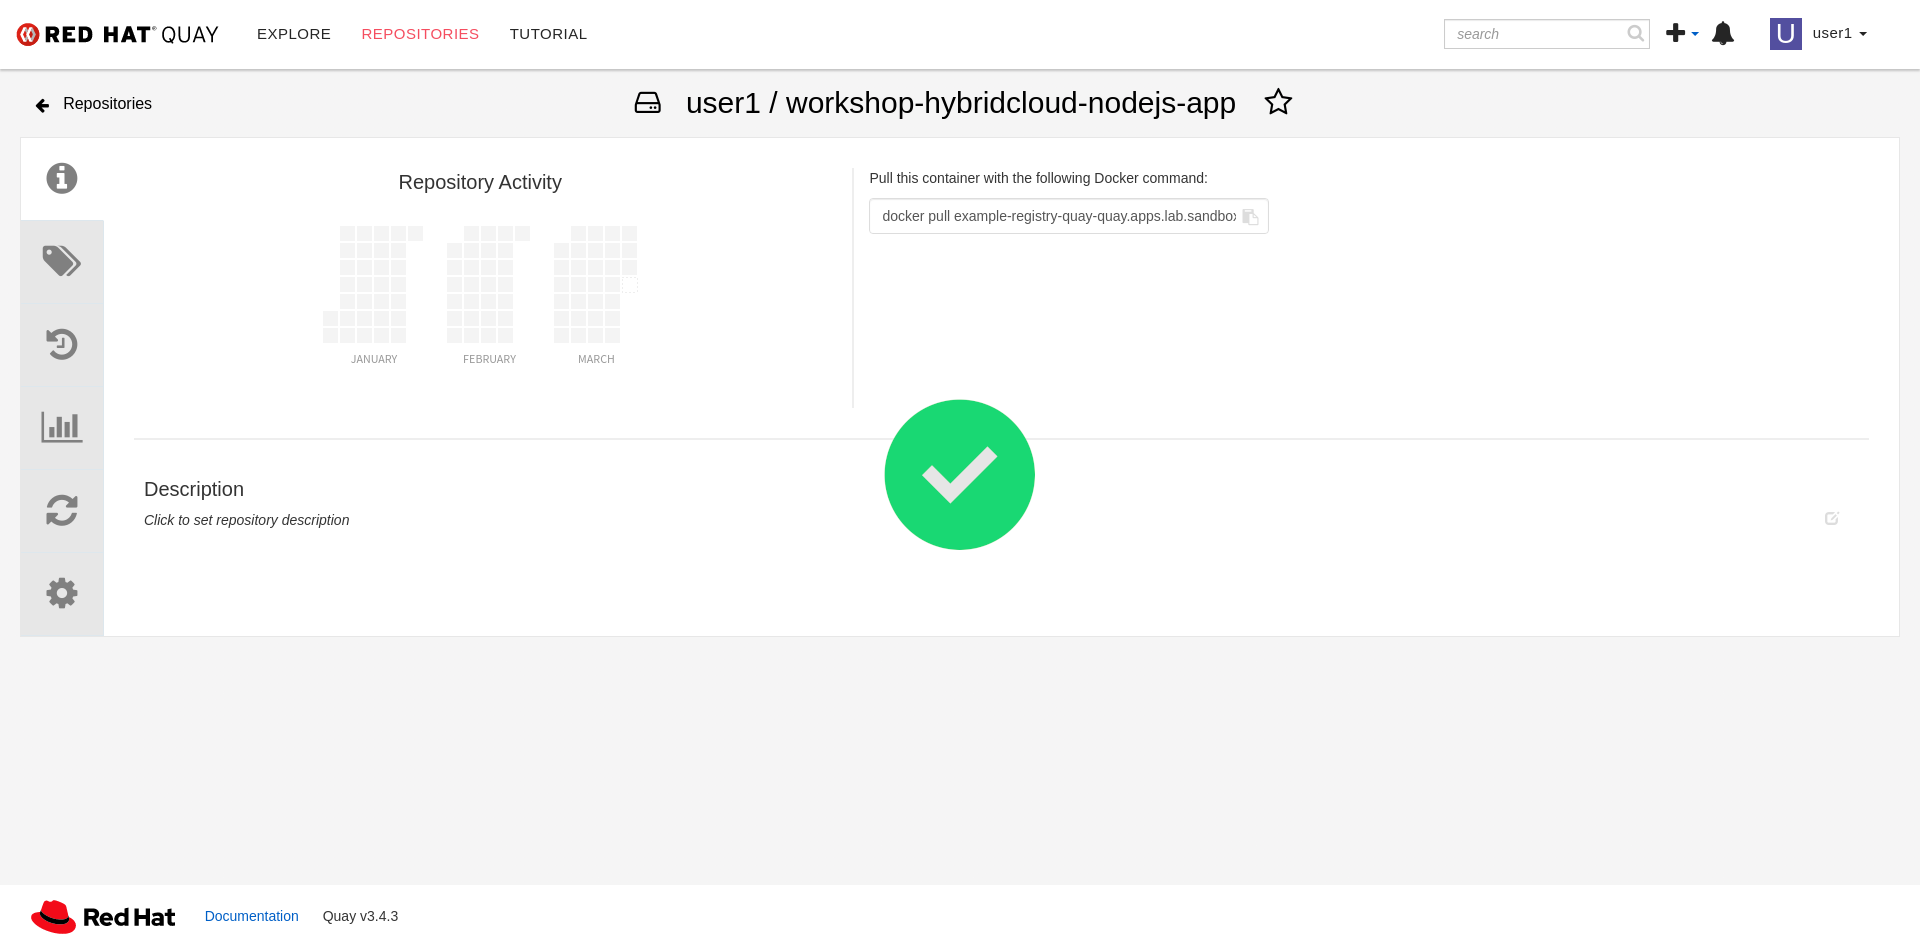 RED HAT® QUAY
EXPLORE
REPOSITORIES
TUTORIAL
search
U
user1
Repositories
user1 / workshop-hybridcloud-nodejs-app
Repository Activity
JANUARY
FEBRUARY
MARCH
Pull this container with the following Docker command:
docker pull example-registry-quay-quay.apps.lab.sandbox
Description
Click to set repository description
Red Hat
Documentation
Quay v3.4.3